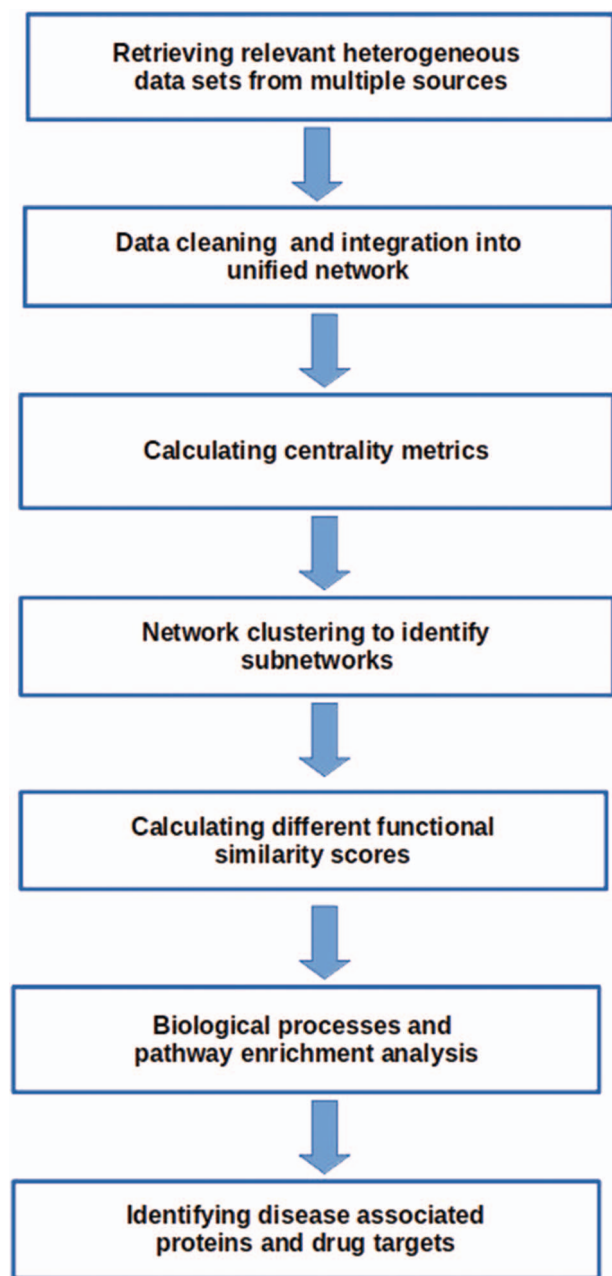 Retrieving relevant heterogeneous
data sets from multiple sources
Data cleaning and integration into
unified network
Calculating centrality metrics
Network clustering to identify
subnetworks
Calculating different functional
similarity scores
Biological processes and
pathway enrichment analysis
Identifying disease associated
proteins and drug targets